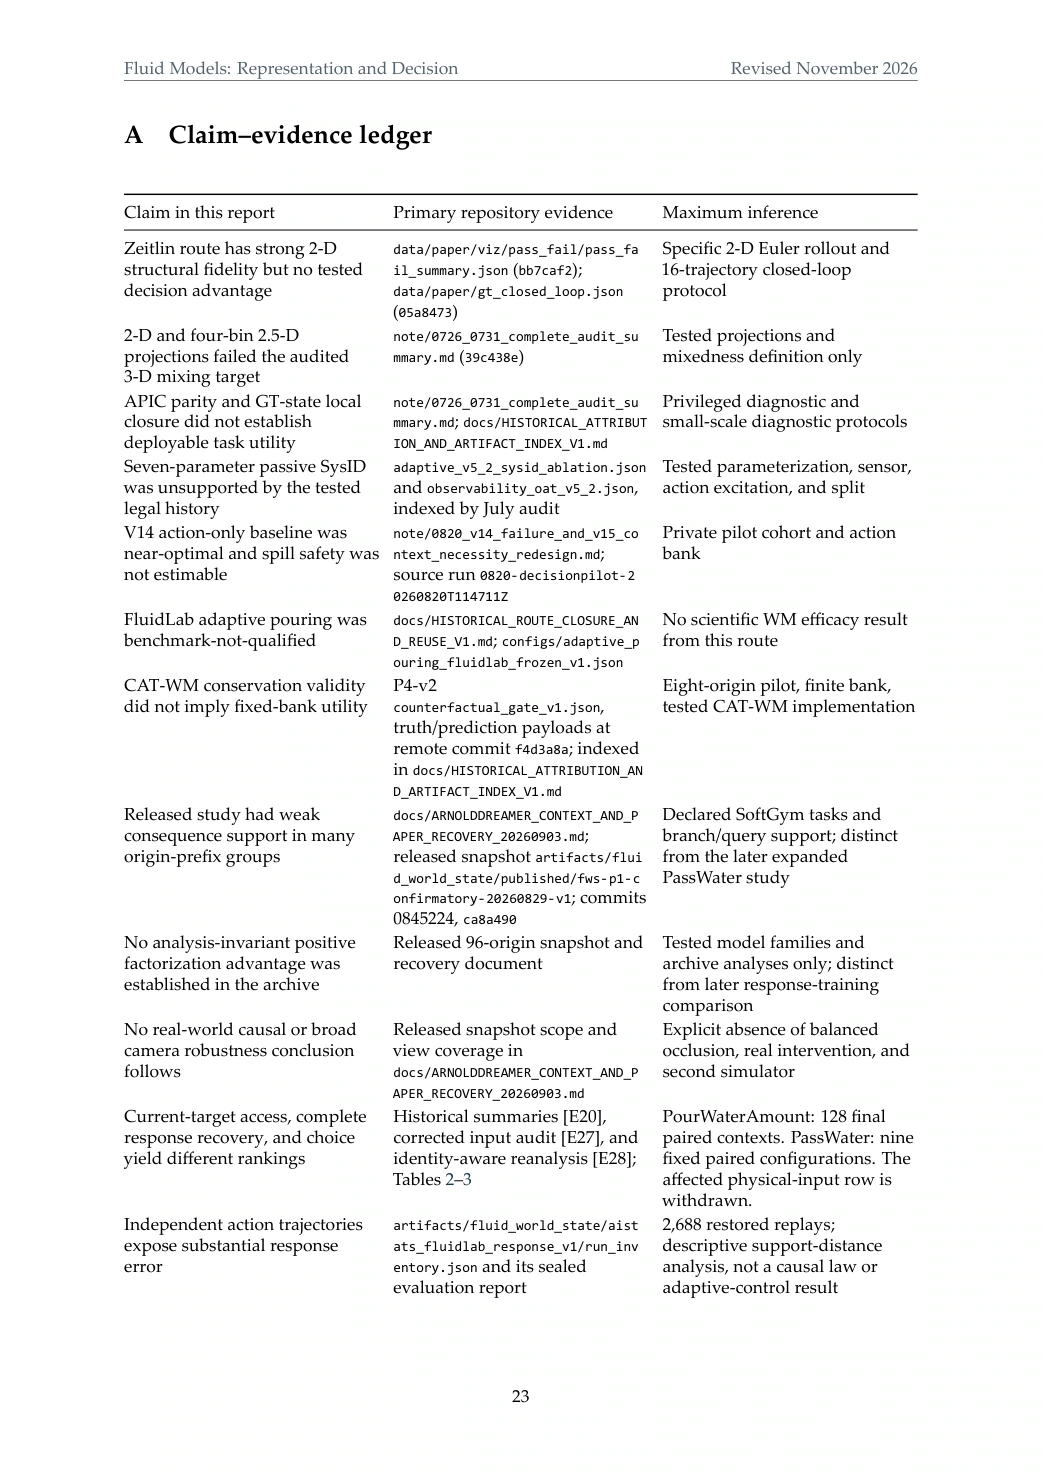 Fluid Models: Representation and Decision
Revised November 2026
A Claim–evidence ledger
Claim in this report
Primary repository evidence
Maximum inference
Zeitlin route has strong 2-D
structural fidelity but no tested
decision advantage
data/paper/viz/pass_fail/pass_fa
il_summary.json (bb7caf2);
data/paper/gt_closed_loop.json
(05a8473)
Specific 2-D Euler rollout and
16-trajectory closed-loop
protocol
2-D and four-bin 2.5-D
projections failed the audited
3-D mixing target
note/0726_0731_complete_audit_su
mmary.md (39c438e)
Tested projections and
mixedness definition only
APIC parity and GT-state local
closure did not establish
deployable task utility
note/0726_0731_complete_audit_su
mmary.md; docs/HISTORICAL_ATTRIBUT
ION_AND_ARTIFACT_INDEX_V1.md
Privileged diagnostic and
small-scale diagnostic protocols
Seven-parameter passive SysID
was unsupported by the tested
legal history
adaptive_v5_2_sysid_ablation.json
and observability_oat_v5_2.json,
indexed by July audit
Tested parameterization, sensor,
action excitation, and split
V14 action-only baseline was
near-optimal and spill safety was
not estimable
note/0820_v14_failure_and_v15_co
ntext_necessity_redesign.md;
source run 0820-decisionpilot-2
0260820T114711Z
Private pilot cohort and action
bank
FluidLab adaptive pouring was
benchmark-not-qualified
docs/HISTORICAL_ROUTE_CLOSURE_AN
D_REUSE_V1.md; configs/adaptive_p
ouring_fluidlab_frozen_v1.json
No scientific WM efficacy result
from this route
CAT-WM conservation validity
did not imply fixed-bank utility
P4-v2
counterfactual_gate_v1.json,
truth/prediction payloads at
remote commit f4d3a8a; indexed
in docs/HISTORICAL_ATTRIBUTION_AN
D_ARTIFACT_INDEX_V1.md
Eight-origin pilot, finite bank,
tested CAT-WM implementation
Released study had weak
consequence support in many
origin-prefix groups
docs/ARNOLDDREAMER_CONTEXT_AND_P
APER_RECOVERY_20260903.md;
released snapshot artifacts/flui
d_world_state/published/fws-p1-c
onfirmatory-20260829-v1; commits
0845224, ca8a490
Declared SoftGym tasks and
branch/query support; distinct
from the later expanded
PassWater study
No analysis-invariant positive
factorization advantage was
established in the archive
Released 96-origin snapshot and
recovery document
Tested model families and
archive analyses only; distinct
from later response-training
comparison
No real-world causal or broad
camera robustness conclusion
follows
Released snapshot scope and
view coverage in
docs/ARNOLDDREAMER_CONTEXT_AND_P
APER_RECOVERY_20260903.md
Explicit absence of balanced
occlusion, real intervention, and
second simulator
Current-target access, complete
response recovery, and choice
yield different rankings
Historical summaries [E20],
corrected input audit [E27], and
identity-aware reanalysis [E28];
Tables 2–3
PourWaterAmount: 128 final
paired contexts. PassWater: nine
fixed paired configurations. The
affected physical-input row is
withdrawn.
Independent action trajectories
expose substantial response
error
artifacts/fluid_world_state/aist
ats_fluidlab_response_v1/run_inv
entory.json and its sealed
evaluation report
2,688 restored replays;
descriptive support-distance
analysis, not a causal law or
adaptive-control result
23